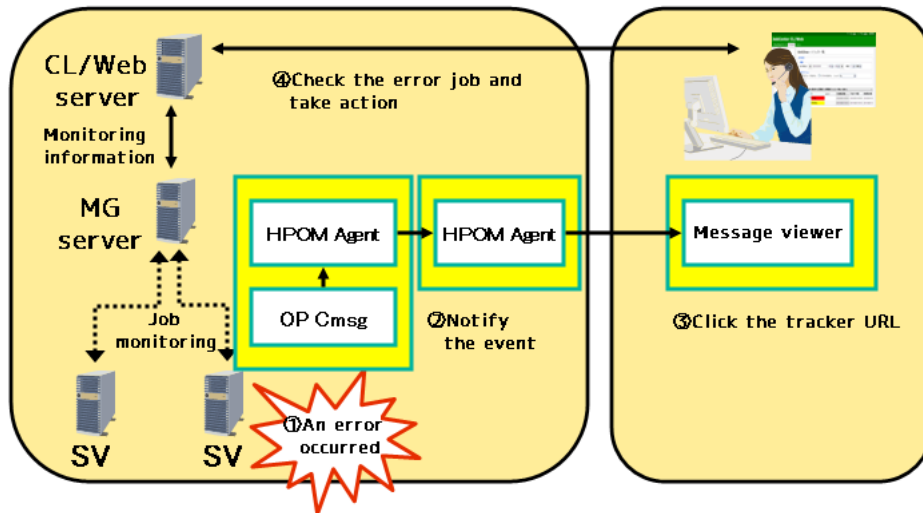 CL/Web
server
④Check the error job and
take action
Monitoring
information
MG
server
HPOM Agent
HPOM Agent
Message viewer
OP Cmsg
Job
monitoring
②Notify
the event
③Click the tracker URL
①An error
occurred
SV
SV